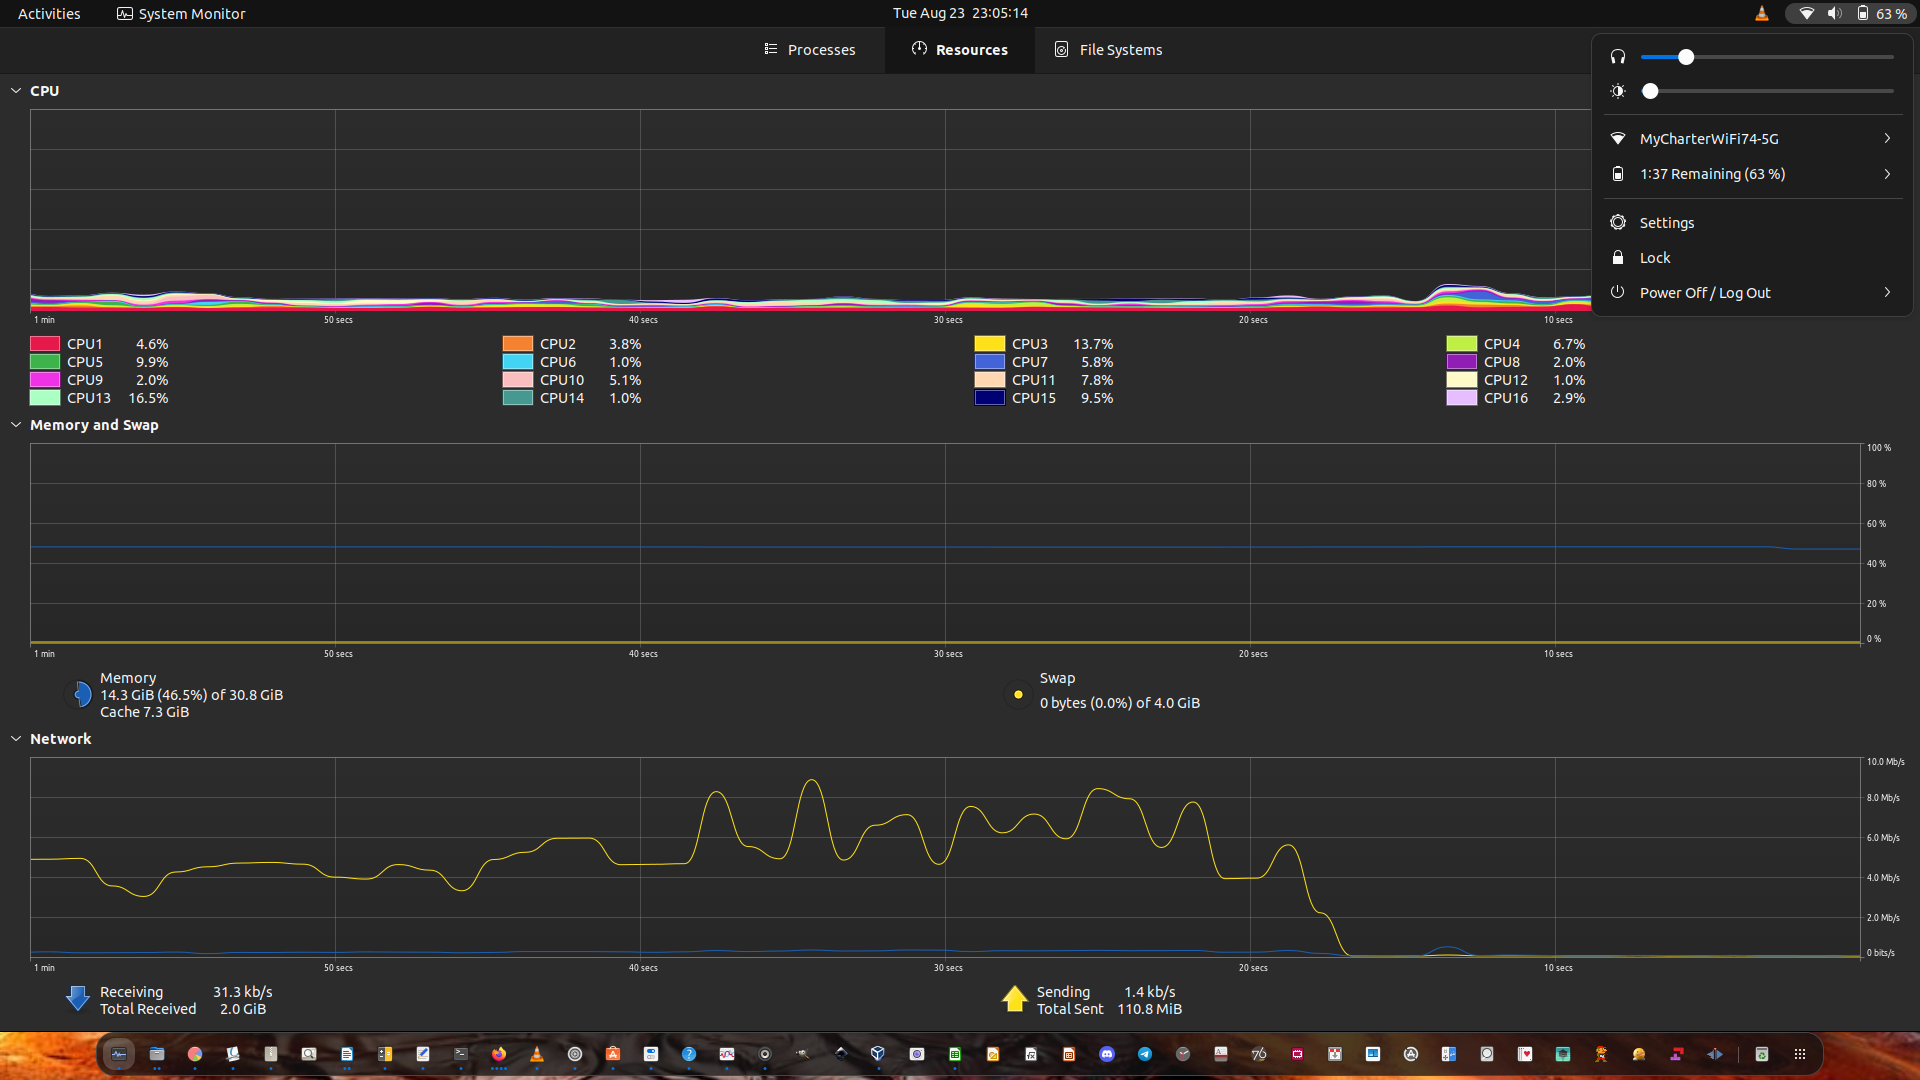 Activities
System Monitor
Tue Aug 23  23:05:14
63 %
Processes
Resources
File Systems
MyCharterWiFi74-5G
1:37 Remaining (63 %)
Settings
Lock
Power Off / Log Out
CPU
1 min 50 secs 40 secs 30 secs 20 secs 10 secs
CPU1 4.6% CPU2 3.8% CPU3 13.7% CPU4 6.7%
CPU5 9.9% CPU6 1.0% CPU7 5.8% CPU8 2.0%
CPU9 2.0% CPU10 5.1% CPU11 7.8% CPU12 1.0%
CPU13 16.5% CPU14 1.0% CPU15 9.5% CPU16 2.9%
Memory and Swap
100 %
80 %
60 %
40 %
20 %
0 %
1 min 50 secs 40 secs 30 secs 20 secs 10 secs
Memory
14.3 GiB (46.5%) of 30.8 GiB
Cache 7.3 GiB
Swap
0 bytes (0.0%) of 4.0 GiB
Network
10.0 Mb/s
8.0 Mb/s
6.0 Mb/s
4.0 Mb/s
2.0 Mb/s
0 bits/s
1 min 50 secs 40 secs 30 secs 20 secs 10 secs
Receiving 31.3 kb/s
Total Received 2.0 GiB
Sending 1.4 kb/s
Total Sent 110.8 MiB
76